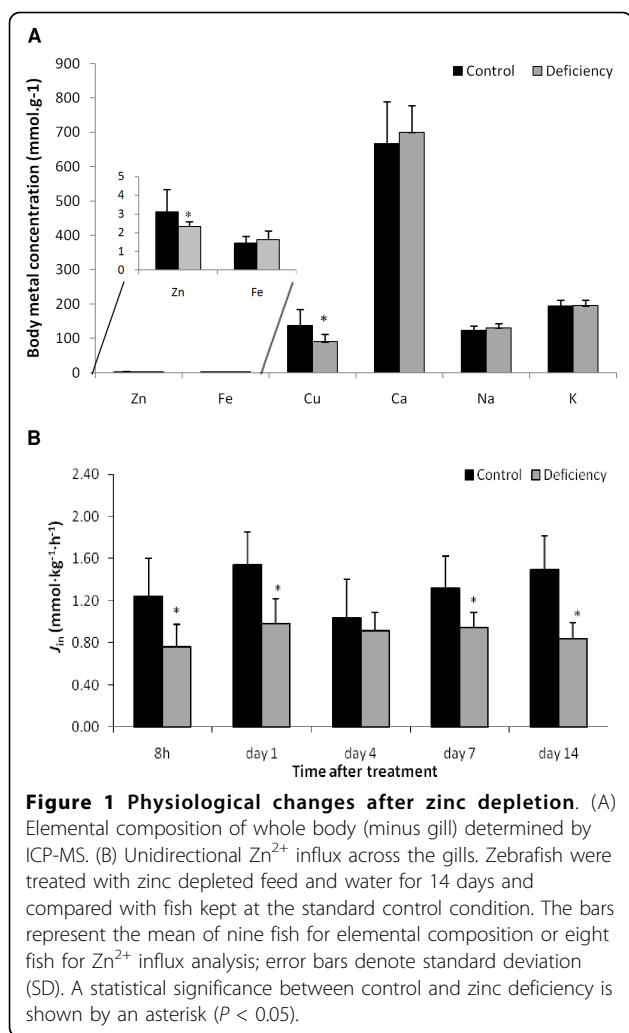 A
Body metal concentration (mmol.g-1)
900
800
700
600
500
400
300
200
100
0
Control Deficiency
5
4
3
2
1
0
*
Zn Fe
*
Zn Fe Cu Ca Na K
B
J_in (mmol·kg⁻¹·h⁻¹)
2.40
2.00
1.60
1.20
0.80
0.40
0.00
Control Deficiency
* * * *
8h day 1 day 4 day 7 day 14
Time after treatment
Figure 1 Physiological changes after zinc depletion. (A)
Elemental composition of whole body (minus gill) determined by
ICP-MS. (B) Unidirectional Zn²⁺ influx across the gills. Zebrafish were
treated with zinc depleted feed and water for 14 days and
compared with fish kept at the standard control condition. The bars
represent the mean of nine fish for elemental composition or eight
fish for Zn²⁺ influx analysis; error bars denote standard deviation
(SD). A statistical significance between control and zinc deficiency is
shown by an asterisk (P < 0.05).